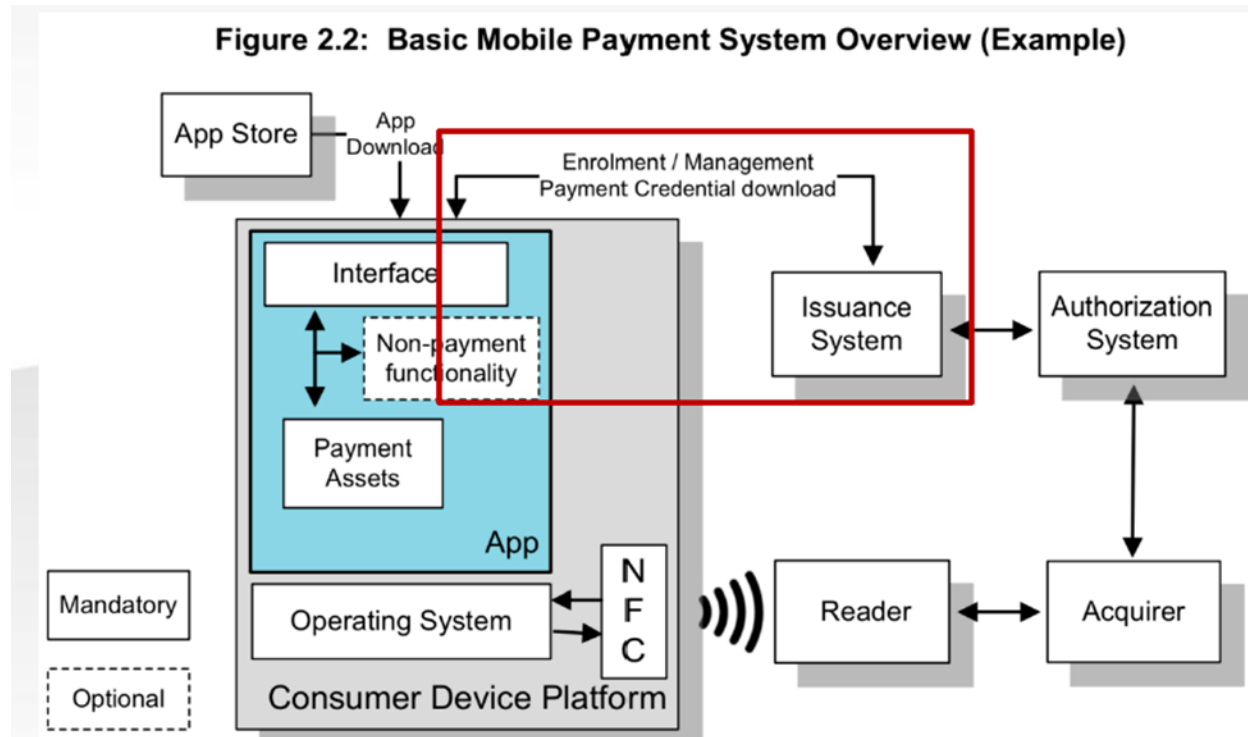 Figure 2.2: Basic Mobile Payment System Overview (Example)
App Store
App
Download
Enrolment / Management
Payment Credential download
Interface
Non-payment
functionality
Payment
Assets
App
Issuance
System
Authorization
System
Mandatory
Optional
Operating System
N
F
C
Consumer Device Platform
Reader
Acquirer